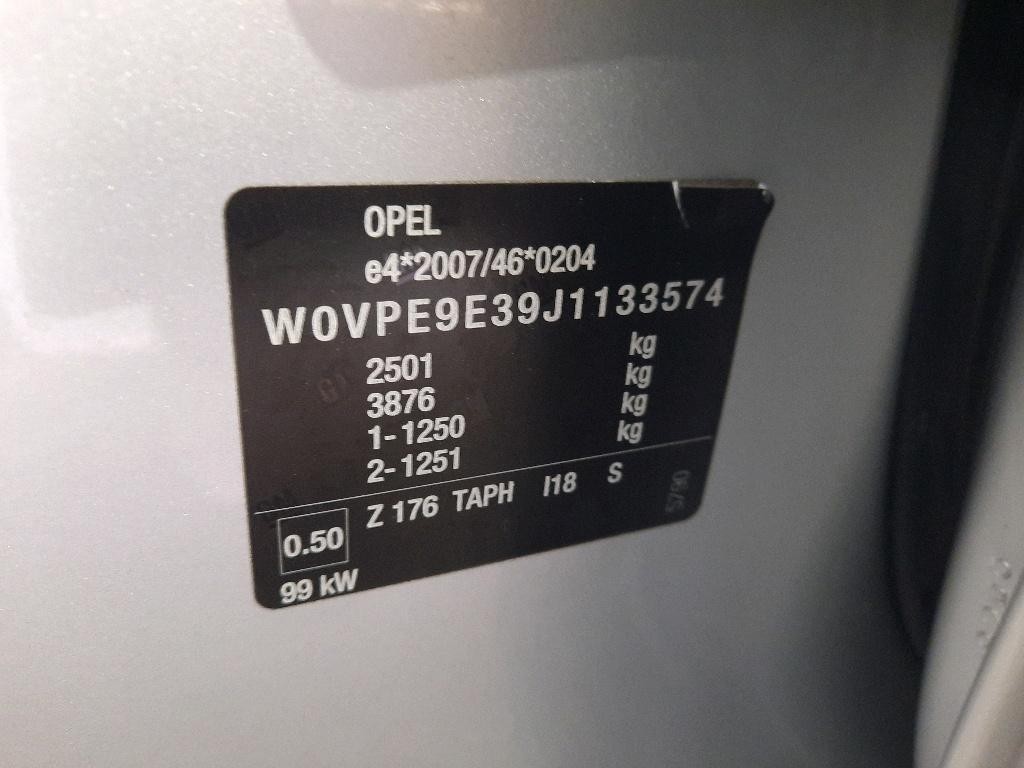 OPEL
e4*2007/46*0204
W0VPE9E39J1133574
2501 kg
3876 kg
1-1250 kg
2-1251 kg
Z 176 TAPH I18 S
0.50
99 kW
5790